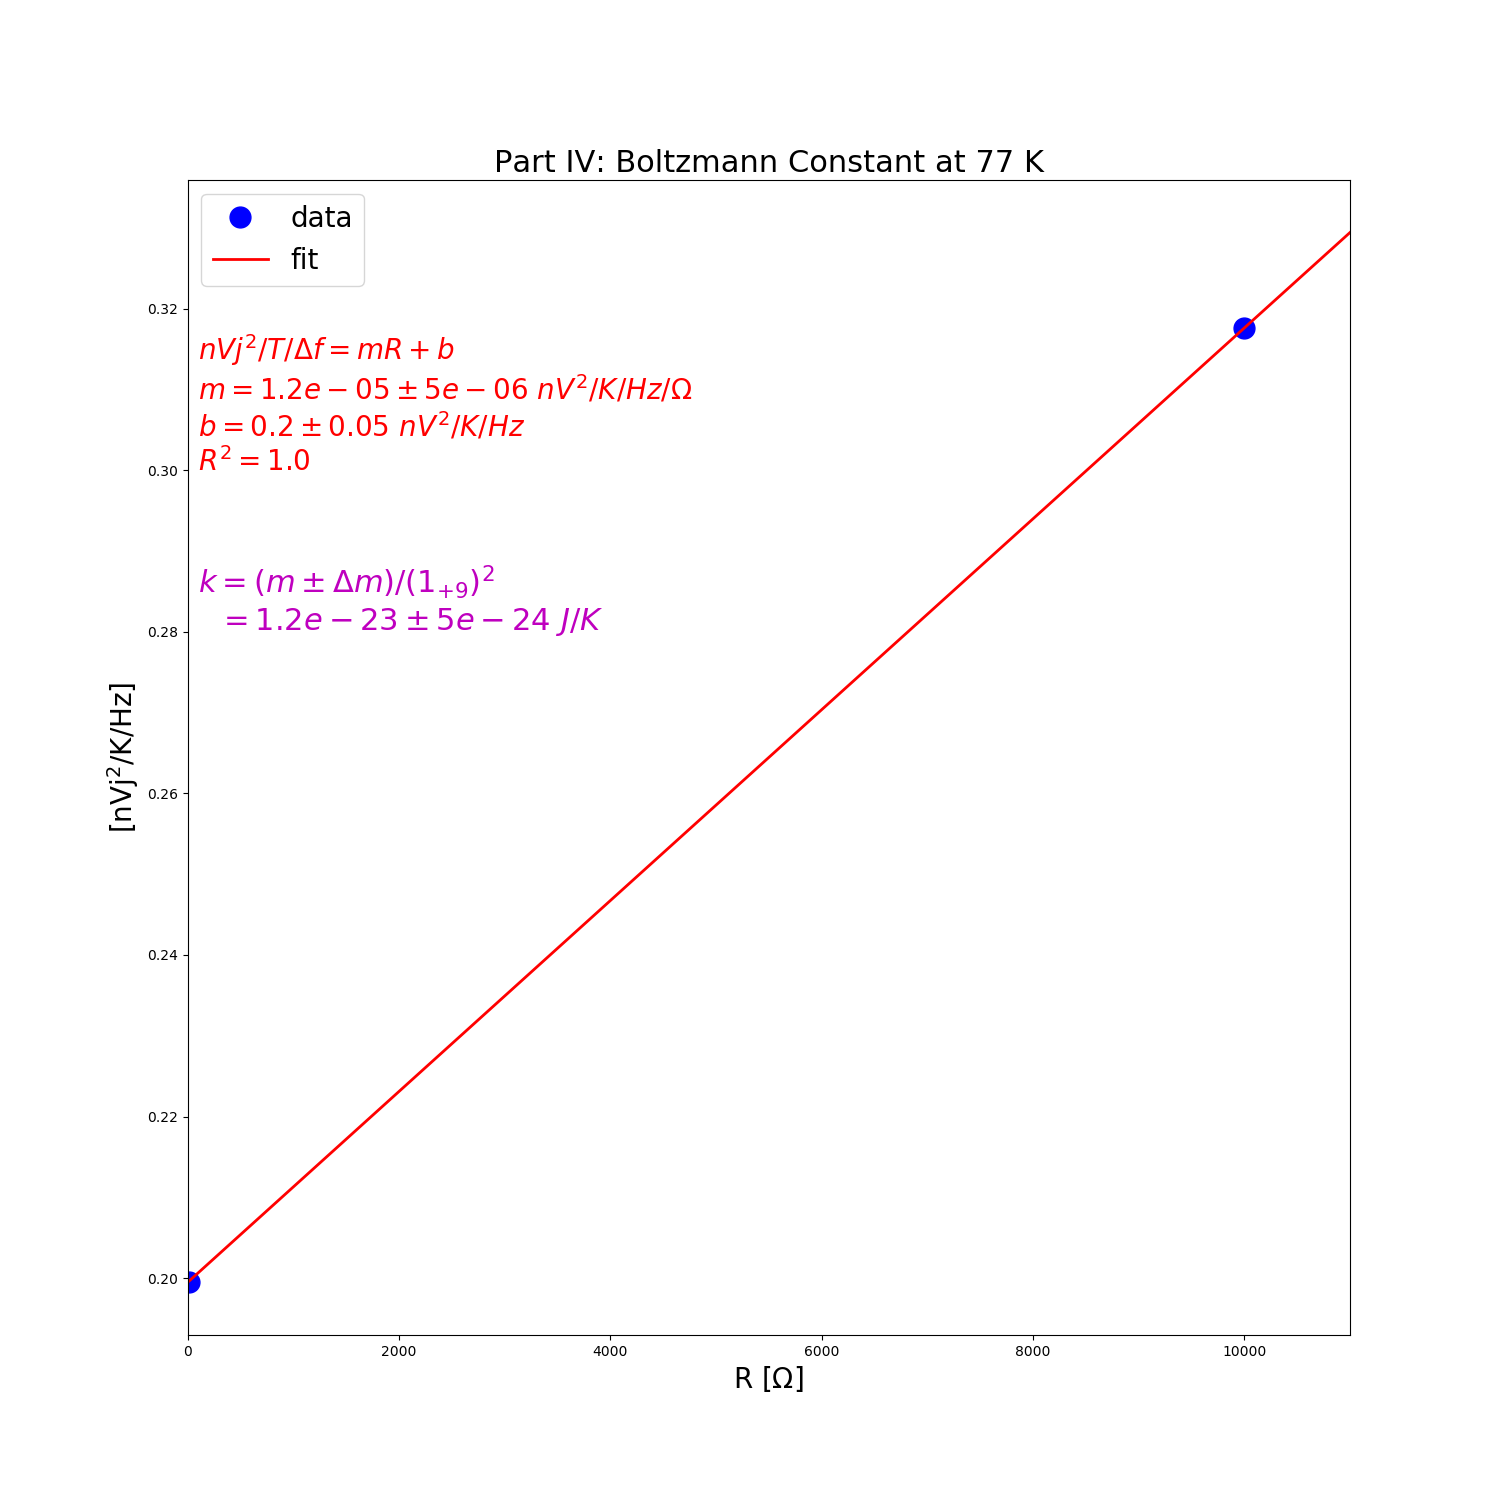 Part IV: Boltzmann Constant at 77 K
data
fit
nVj²/T/Δf = mR + b
m = 1.2e − 05 ± 5e − 06 nV²/K/Hz/Ω
b = 0.2 ± 0.05 nV²/K/Hz
R² = 1.0
k = (m ± Δm)/(1₊₉)²
= 1.2e − 23 ± 5e − 24 J/K
[nVj²/K/Hz]
0.32
0.30
0.28
0.26
0.24
0.22
0.20
0 2000 4000 6000 8000 10000
R [Ω]